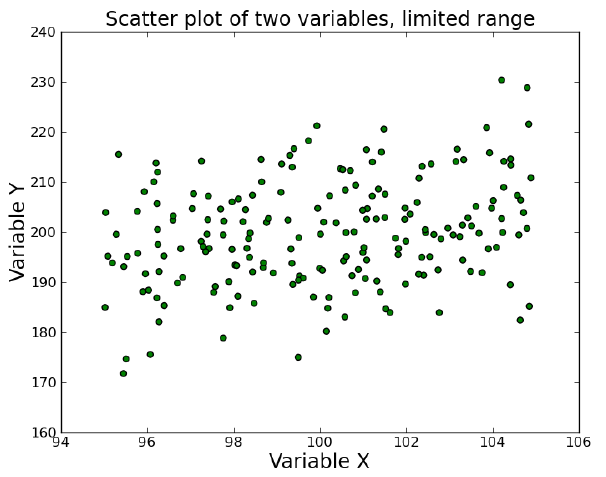 Scatter plot of two variables, limited range
240
230
220
210
200
190
180
170
160
94 96 98 100 102 104 106
Variable Y
Variable X